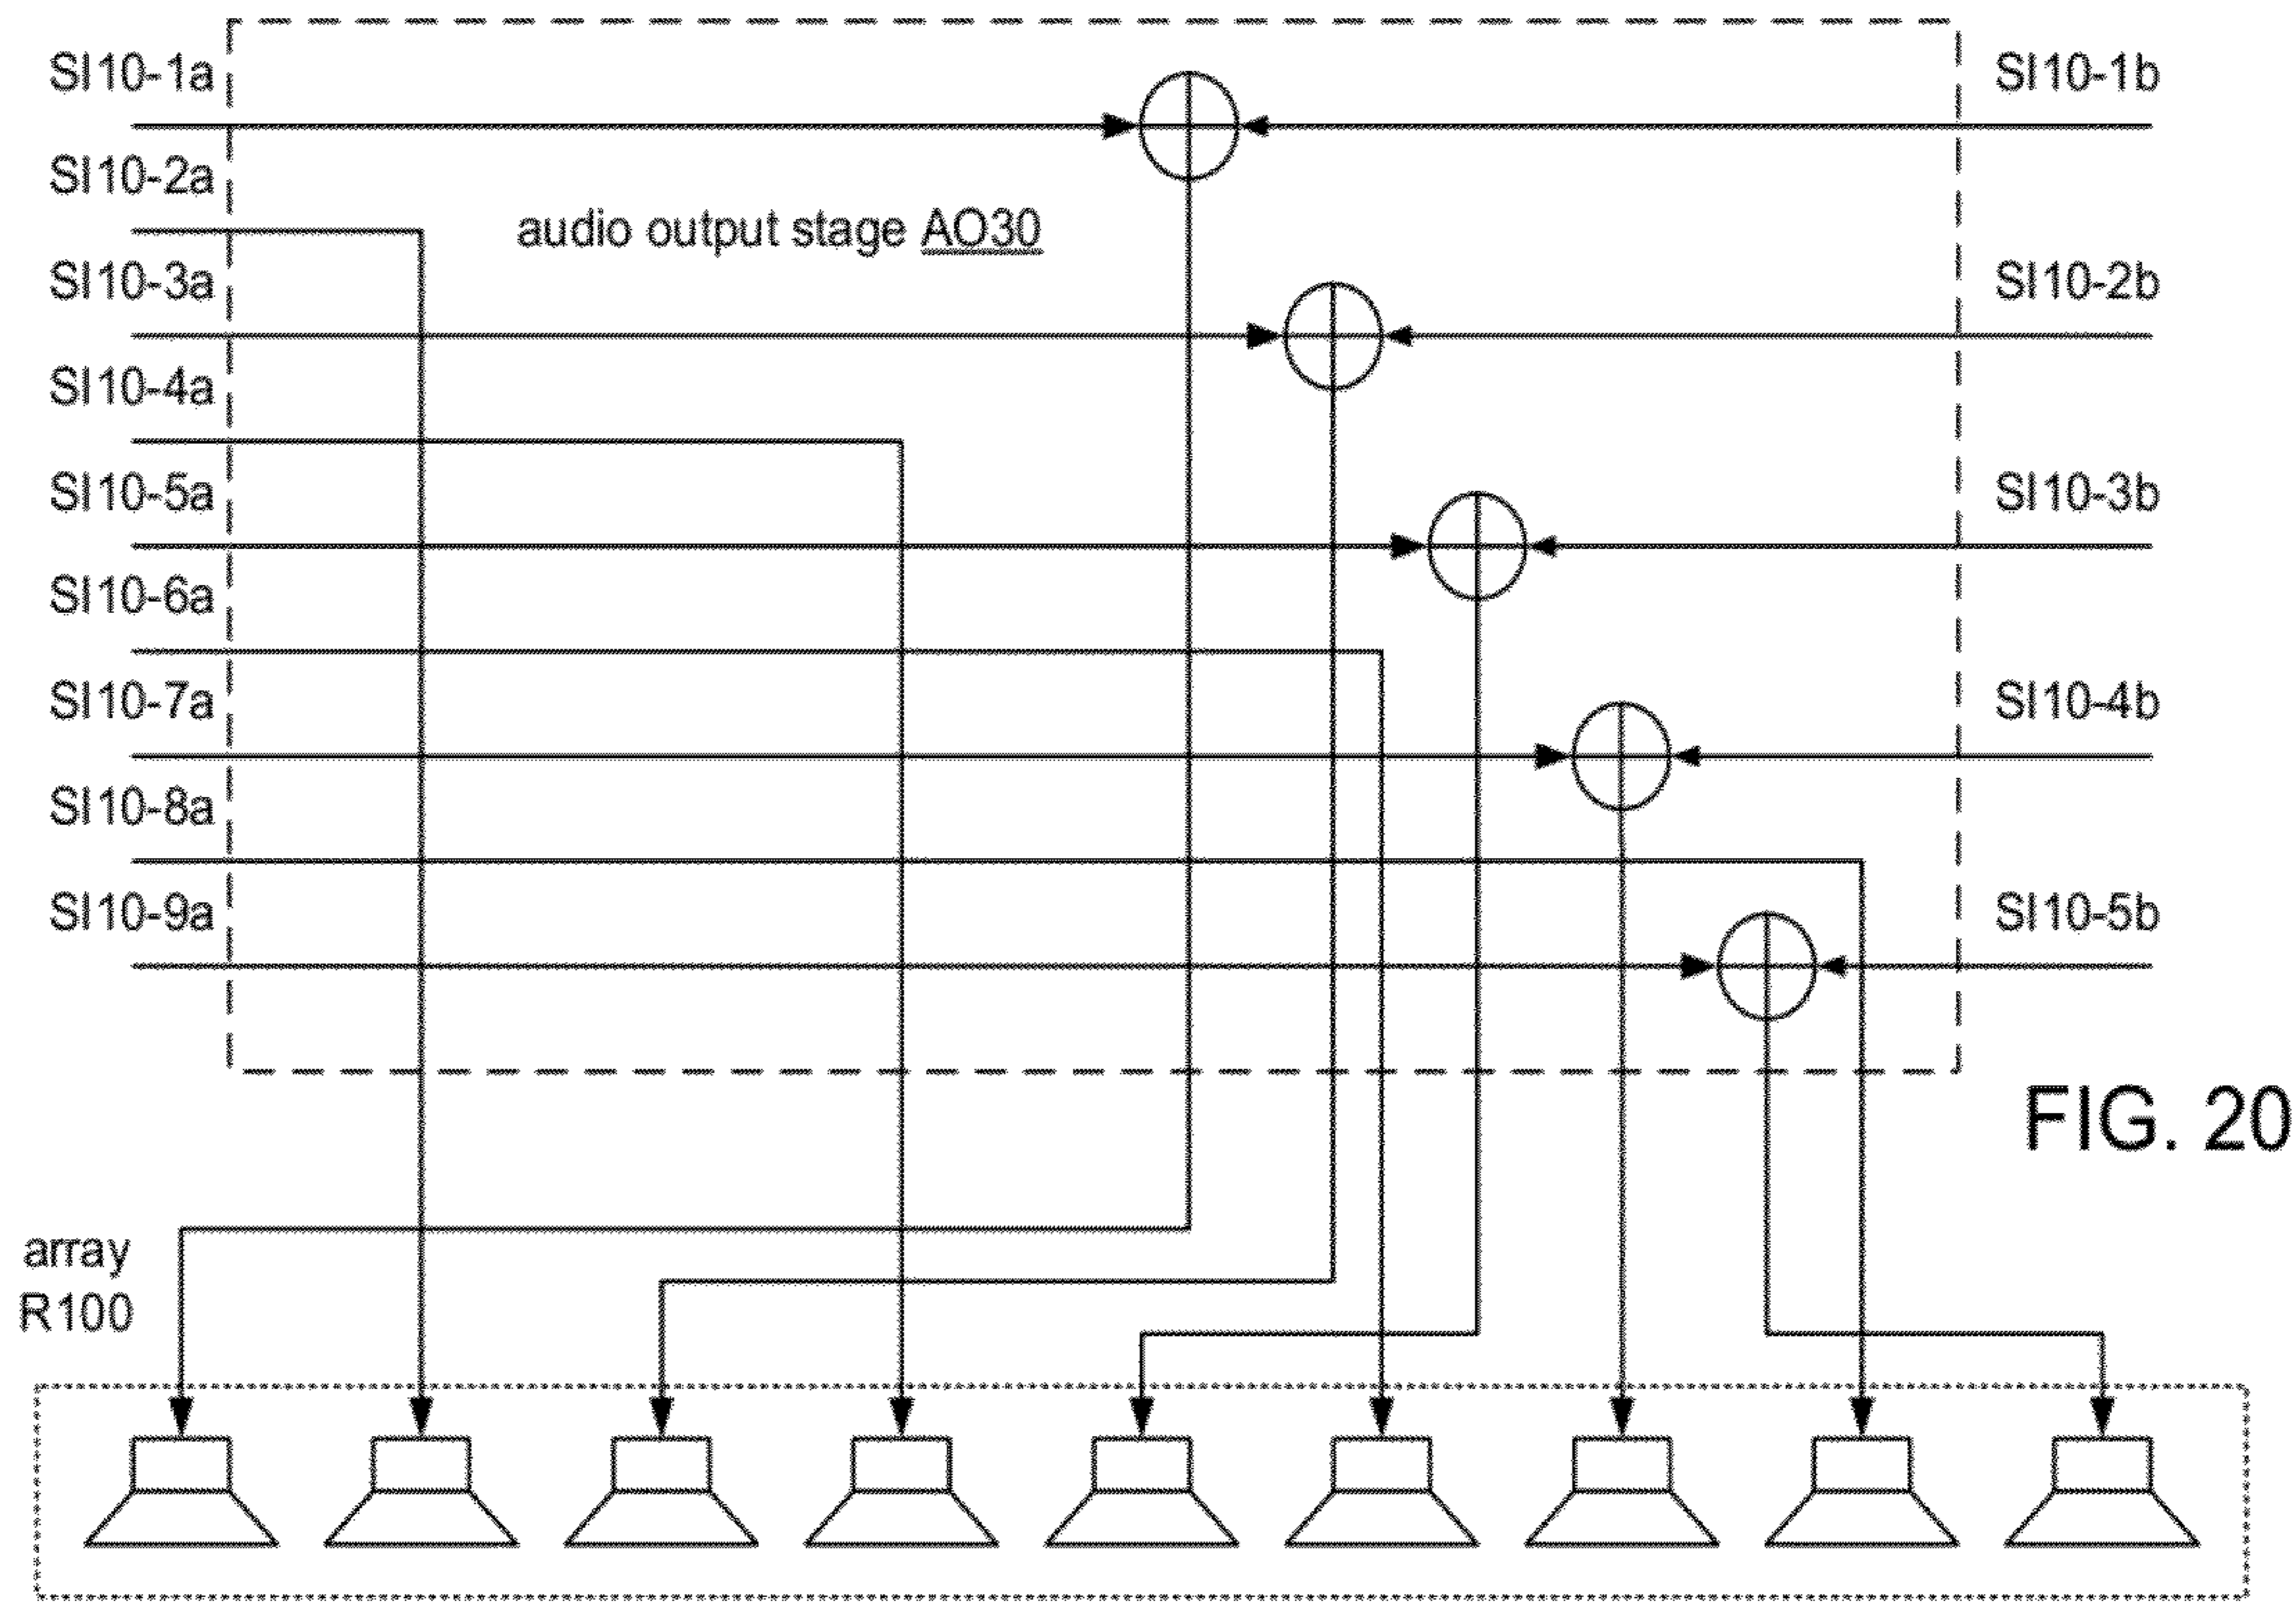 SI10-1a
SI10-1b
SI10-2a
audio output stage AO30
SI10-3a
SI10-2b
SI10-4a
SI10-5a
SI10-3b
SI10-6a
SI10-7a
SI10-4b
SI10-8a
SI10-9a
SI10-5b
FIG. 20
array
R100